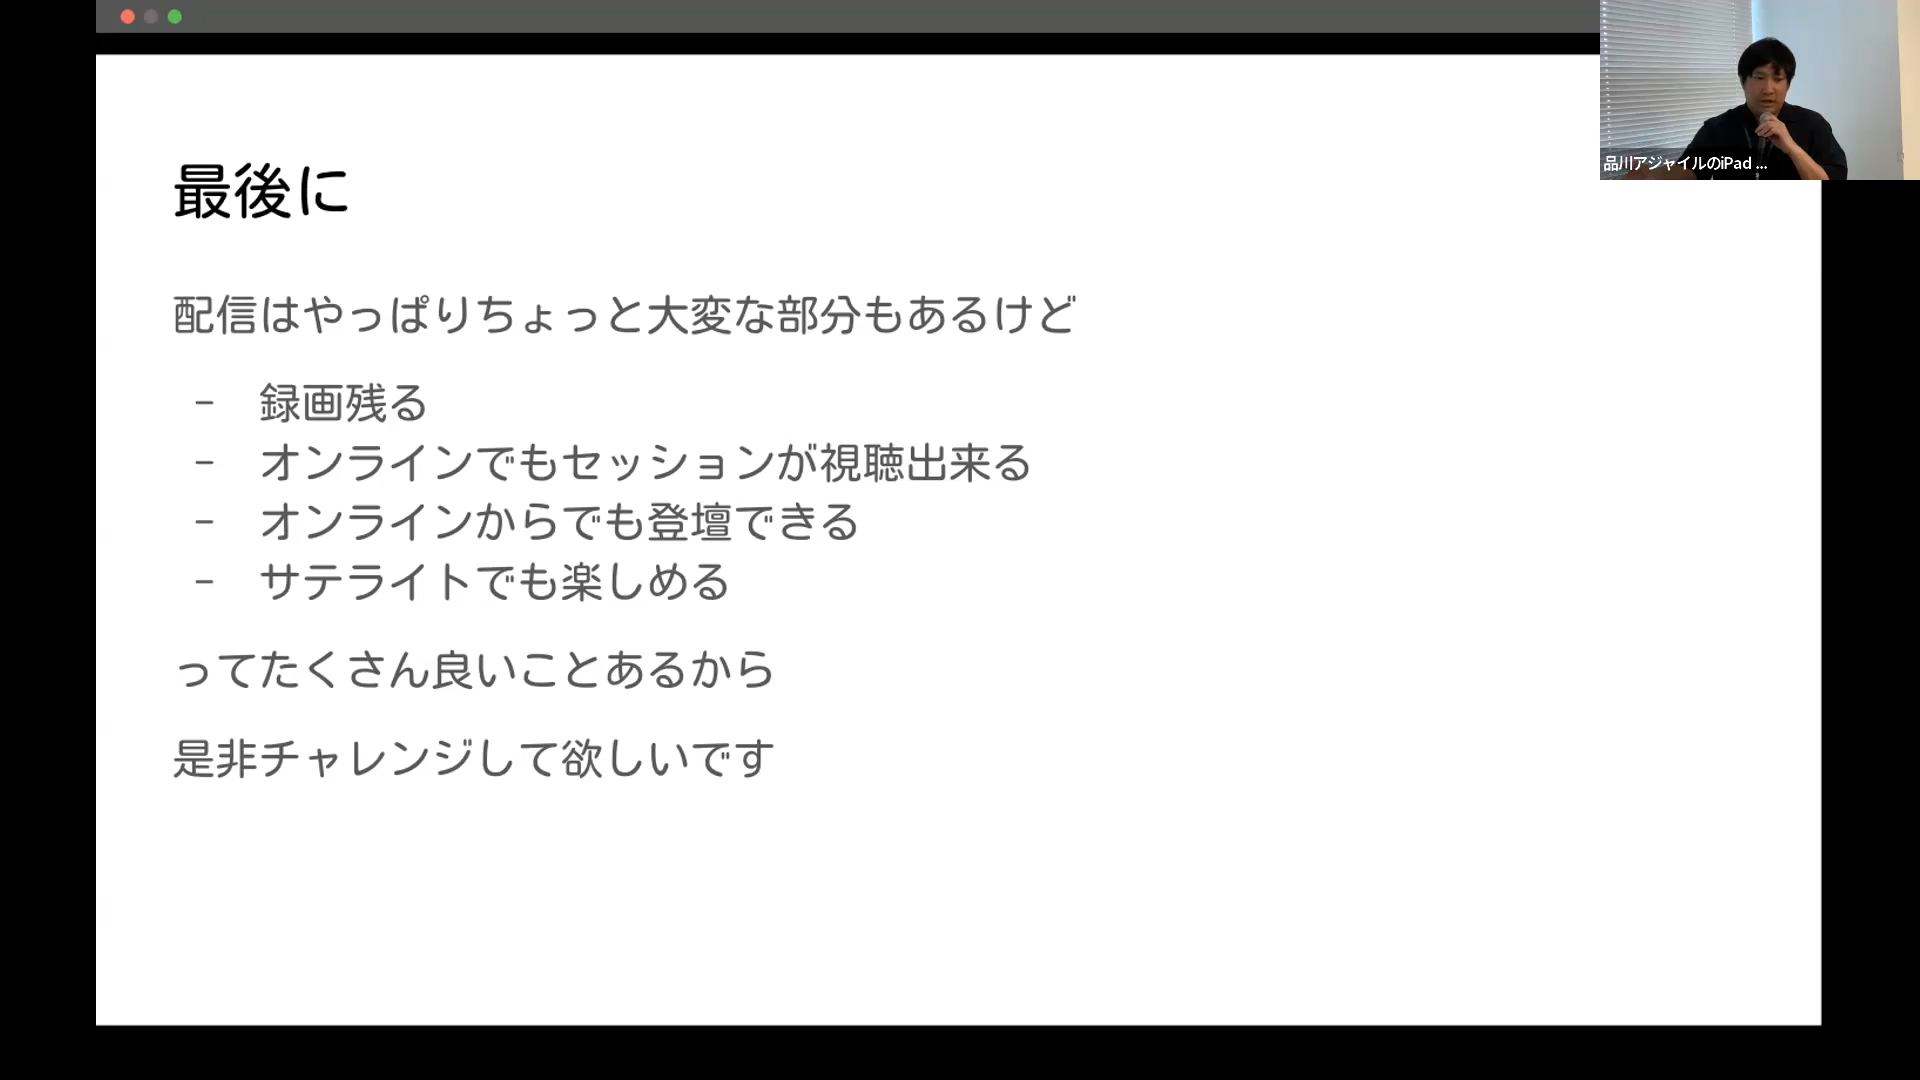 最後に
配信はやっぱりちょっと大変な部分もあるけど
- 録画残る
- オンラインでもセッションが視聴出来る
- オンラインからでも登壇できる
- サテライトでも楽しめる
ってたくさん良いことあるから
是非チャレンジして欲しいです
品川アジャイルのiPad ...